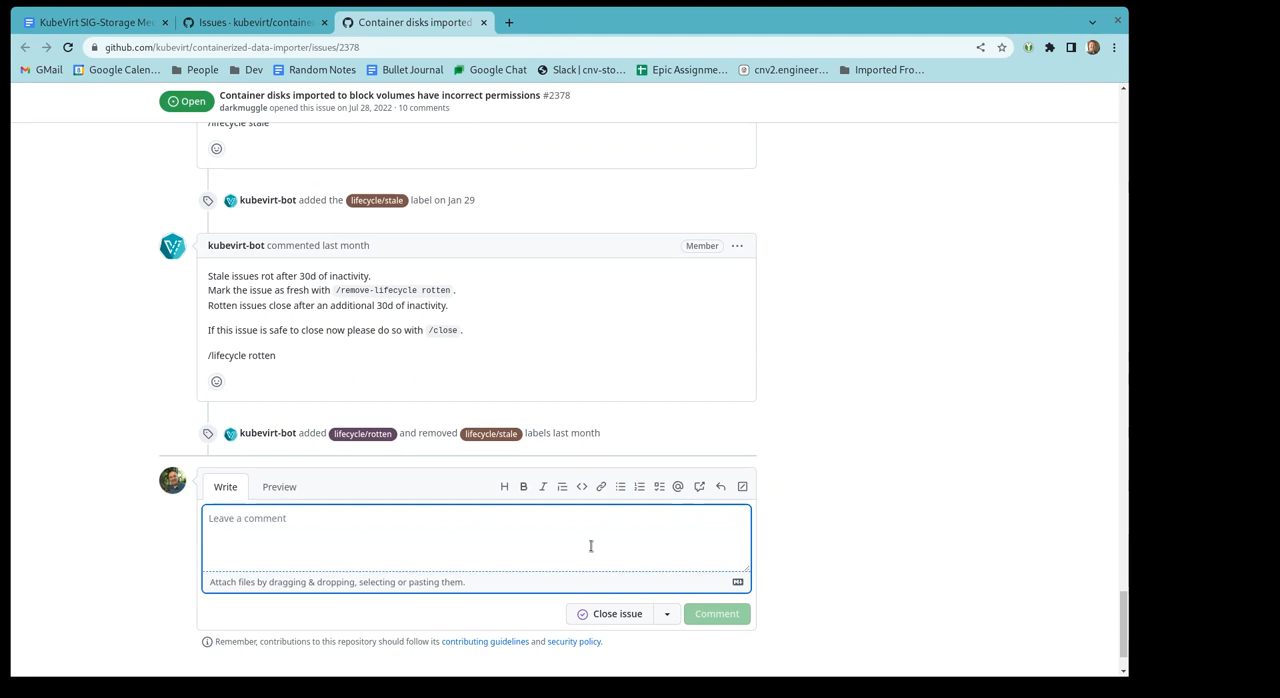 KubeVirt SIG-Storage Mee
Issues · kubevirt/container
Container disks imported
github.com/kubevirt/containerized-data-importer/issues/2378
GMail
Google Calen...
People
Dev
Random Notes
Bullet Journal
Google Chat
Slack | cnv-sto...
Epic Assignme...
cnv2.engineer...
Imported Fro...
Open
Container disks imported to block volumes have incorrect permissions #2378
darkmuggle opened this issue on Jul 28, 2022 · 10 comments
/lifecycle stale
kubevirt-bot added the lifecycle/stale label on Jan 29
kubevirt-bot commented last month
Member
Stale issues rot after 30d of inactivity.
Mark the issue as fresh with /remove-lifecycle rotten .
Rotten issues close after an additional 30d of inactivity.
If this issue is safe to close now please do so with /close .
/lifecycle rotten
kubevirt-bot added lifecycle/rotten and removed lifecycle/stale labels last month
Write
Preview
Leave a comment
Attach files by dragging & dropping, selecting or pasting them.
Close issue
Comment
Remember, contributions to this repository should follow its contributing guidelines and security policy.